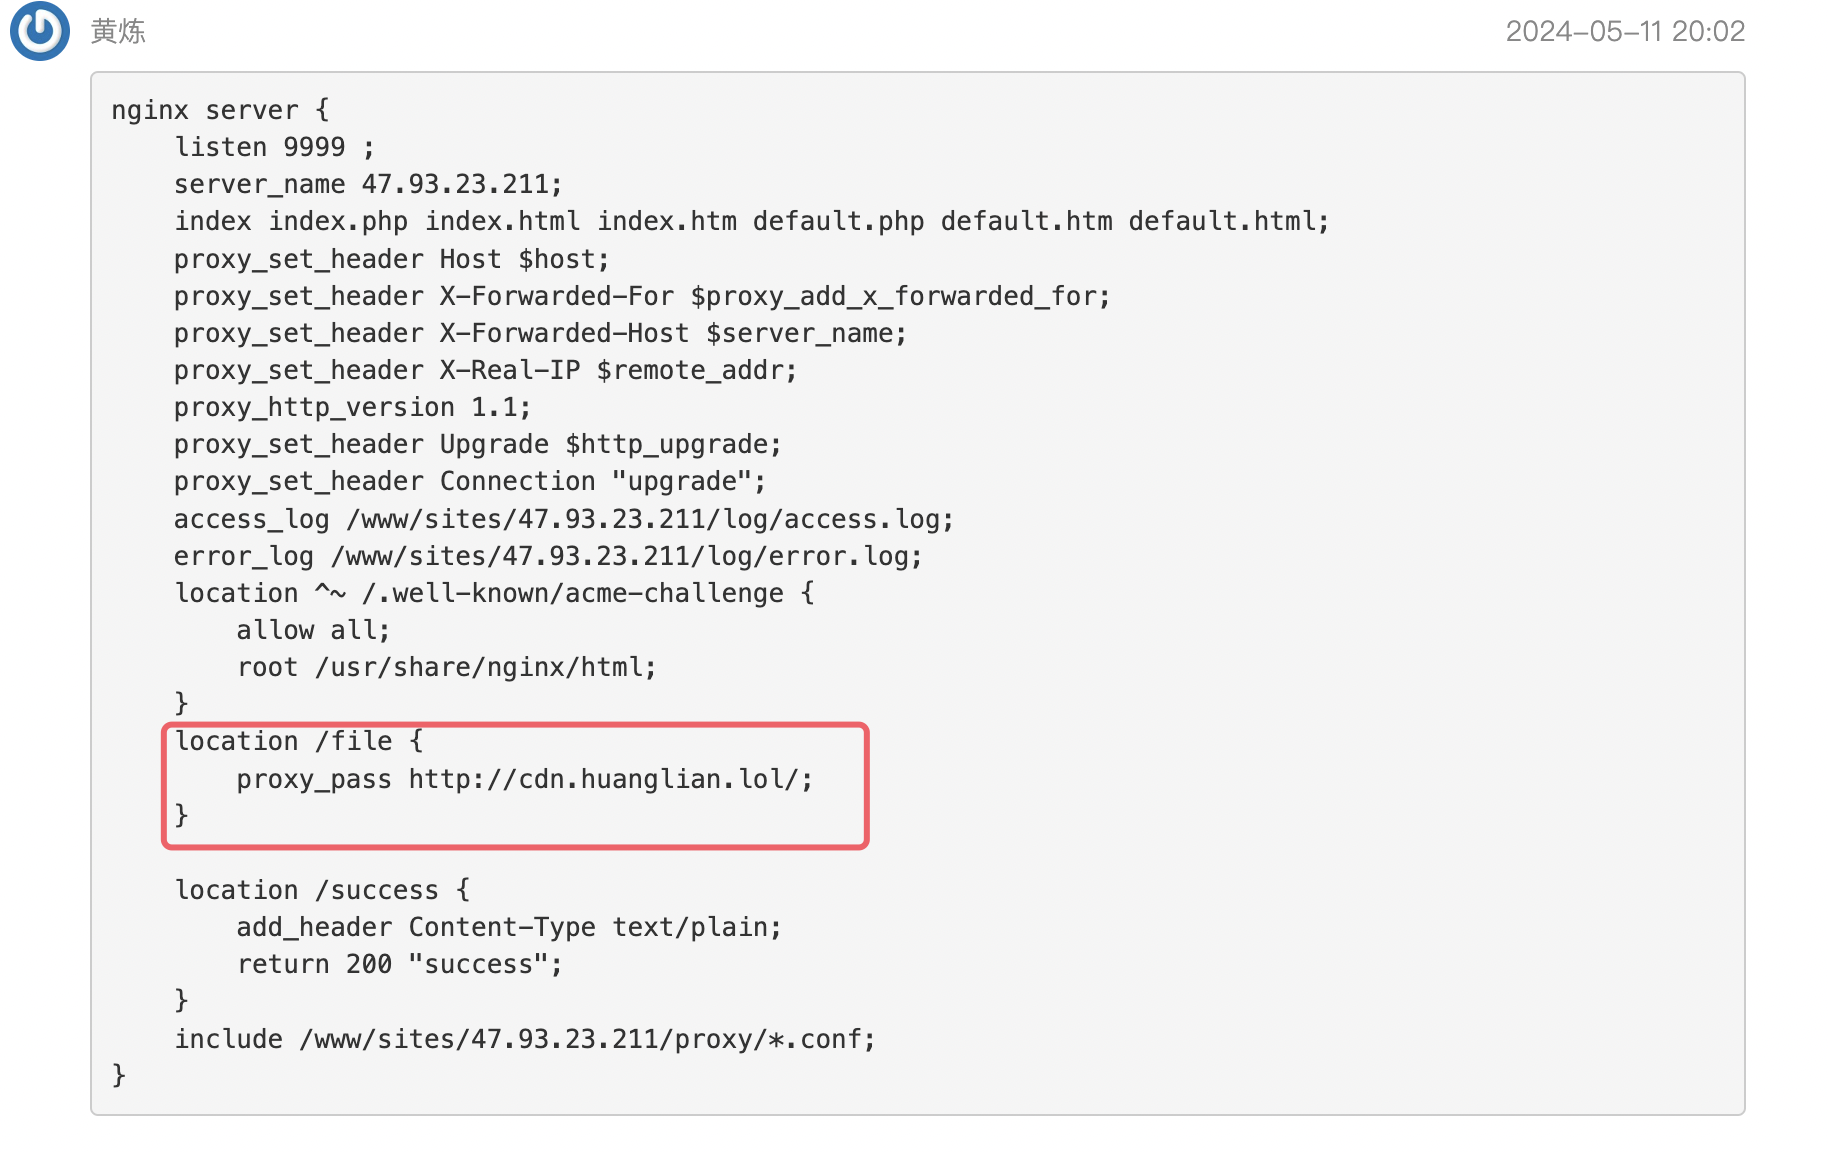 黄炼
2024-05-11 20:02
nginx server {
    listen 9999 ;
    server_name 47.93.23.211;
    index index.php index.html index.htm default.php default.htm default.html;
    proxy_set_header Host $host;
    proxy_set_header X-Forwarded-For $proxy_add_x_forwarded_for;
    proxy_set_header X-Forwarded-Host $server_name;
    proxy_set_header X-Real-IP $remote_addr;
    proxy_http_version 1.1;
    proxy_set_header Upgrade $http_upgrade;
    proxy_set_header Connection "upgrade";
    access_log /www/sites/47.93.23.211/log/access.log;
    error_log /www/sites/47.93.23.211/log/error.log;
    location ^~ /.well-known/acme-challenge {
        allow all;
        root /usr/share/nginx/html;
    }
    location /file {
        proxy_pass http://cdn.huanglian.lol/;
    }
    location /success {
        add_header Content-Type text/plain;
        return 200 "success";
    }
    include /www/sites/47.93.23.211/proxy/*.conf;
}